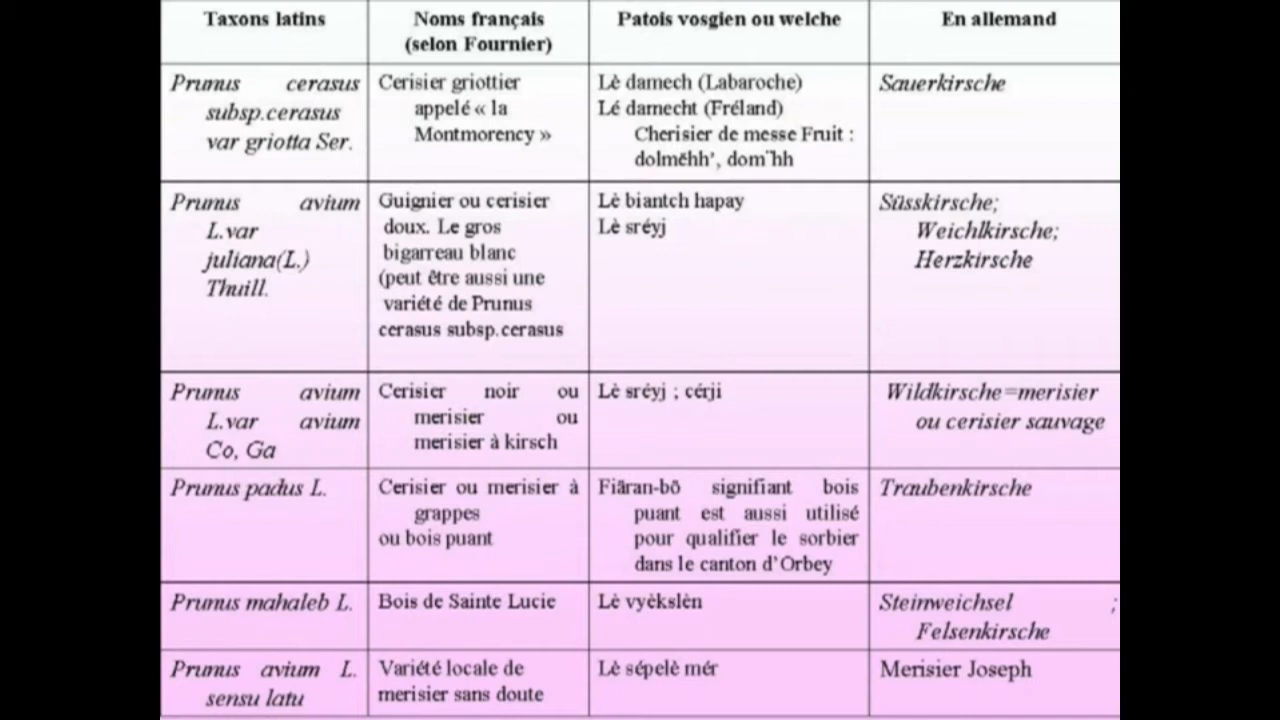 Taxons latins
Noms français
(selon Fournier)
Patois vosgien ou welche
En allemand
Prunus cerasus
subsp.cerasus
var griotta Ser.
Cerisier griottier
appelé « la
Montmorency »
Lè damech (Labaroche)
Lé damecht (Fréland)
Cherisier de messe Fruit :
dolmēhh’, dom¨hh
Sauerkirsche
Prunus avium
L.var
juliana(L.)
Thuill.
Guignier ou cerisier
doux. Le gros
bigarreau blanc
(peut être aussi une
variété de Prunus
cerasus subsp.cerasus
Lè biantch hapay
Lè sréyj
Süsskirsche;
Weichlkirsche;
Herzkirsche
Prunus avium
L.var avium
Co, Ga
Cerisier noir ou
merisier ou
merisier à kirsch
Lè sréyj ; cérji
Wildkirsche=merisier
ou cerisier sauvage
Prunus padus L.
Cerisier ou merisier à
grappes
ou bois puant
Fiāran-bō signifiant bois
puant est aussi utilisé
pour qualifier le sorbier
dans le canton d’Orbey
Traubenkirsche
Prunus mahaleb L.
Bois de Sainte Lucie
Lè vyèkslèn
Steinweichsel ;
Felsenkirsche
Prunus avium L.
sensu latu
Variété locale de
merisier sans doute
Lè sépelè mér
Merisier Joseph